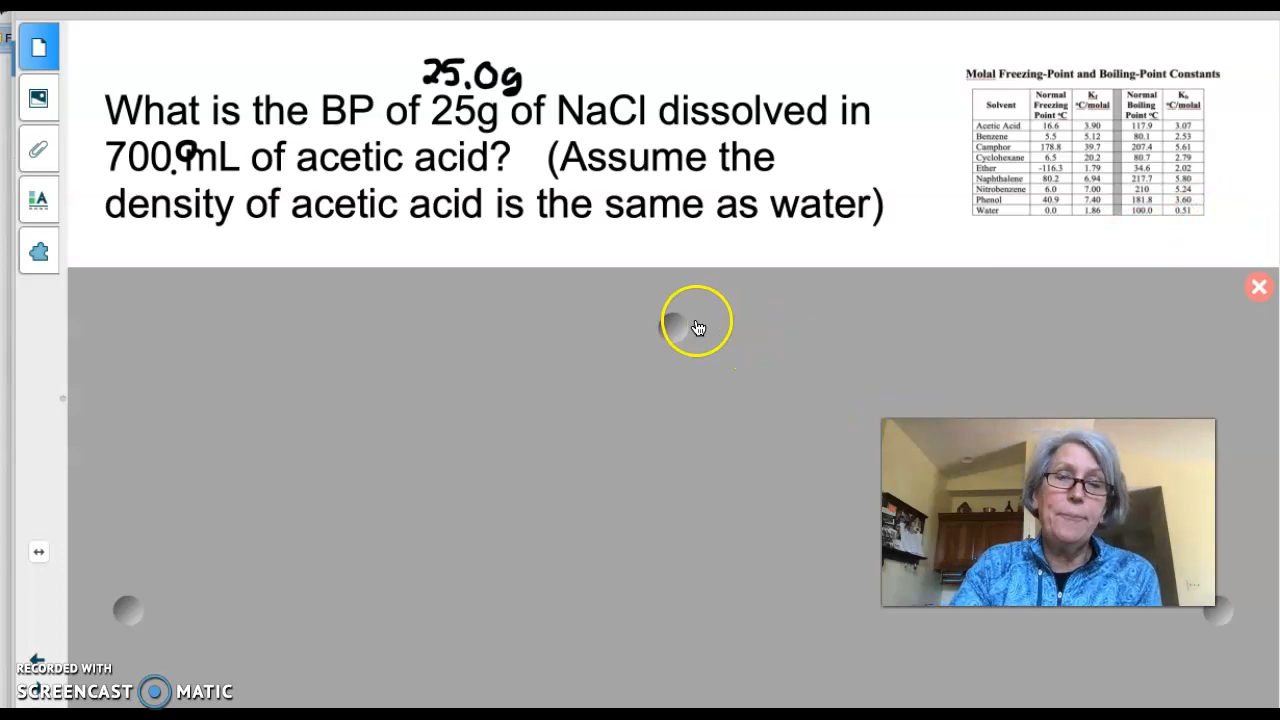 F
25.0g
What is the BP of 25g of NaCl dissolved in
700.0mL of acetic acid? (Assume the
density of acetic acid is the same as water)
Molal Freezing-Point and Boiling-Point Constants
Solvent Normal Freezing Point °C Kf °C/molal Normal Boiling Point °C Kb °C/molal
Acetic Acid 16.6 3.90 117.9 3.07
Benzene 5.5 5.12 80.1 2.53
Camphor 178.8 39.7 207.4 5.61
Cyclohexane 6.5 20.2 80.7 2.79
Ether -116.3 1.79 34.6 2.02
Naphthalene 80.2 6.94 217.7 5.80
Nitrobenzene 6.0 7.00 210 5.24
Phenol 40.9 7.40 181.8 3.60
Water 0.0 1.86 100.0 0.51
A
RECORDED WITH
SCREENCAST MATIC